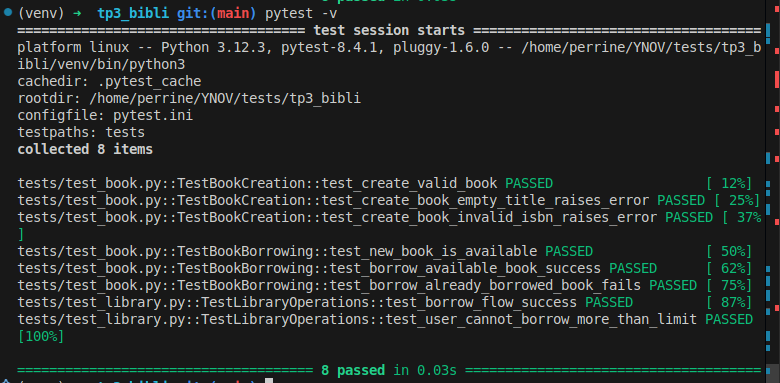 (venv) ➜  tp3_bibli git:(main) pytest -v
==================================== test session starts ====================================
platform linux -- Python 3.12.3, pytest-8.4.1, pluggy-1.6.0 -- /home/perrine/YNOV/tests/tp3_b
ibli/venv/bin/python3
cachedir: .pytest_cache
rootdir: /home/perrine/YNOV/tests/tp3_bibli
configfile: pytest.ini
testpaths: tests
collected 8 items
tests/test_book.py::TestBookCreation::test_create_valid_book PASSED                   [ 12%]
tests/test_book.py::TestBookCreation::test_create_book_empty_title_raises_error PASSED [ 25%]
tests/test_book.py::TestBookCreation::test_create_book_invalid_isbn_raises_error PASSED [ 37%
]
tests/test_book.py::TestBookBorrowing::test_new_book_is_available PASSED              [ 50%]
tests/test_book.py::TestBookBorrowing::test_borrow_available_book_success PASSED      [ 62%]
tests/test_book.py::TestBookBorrowing::test_borrow_already_borrowed_book_fails PASSED [ 75%]
tests/test_library.py::TestLibraryOperations::test_borrow_flow_success PASSED         [ 87%]
tests/test_library.py::TestLibraryOperations::test_user_cannot_borrow_more_than_limit PASSED
[100%]
===================================== 8 passed in 0.03s =====================================